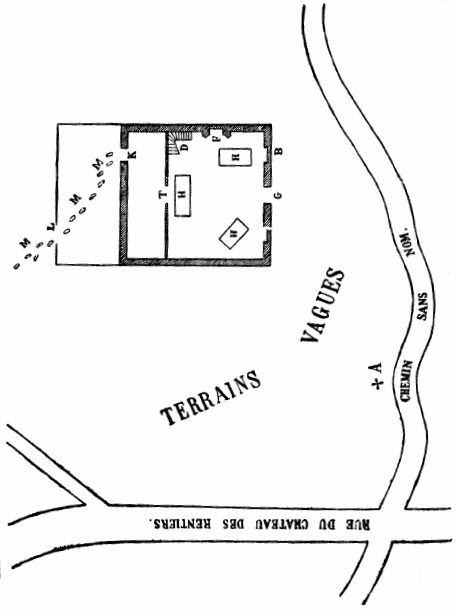 M
M
M
L
K
D
F
H
H
H
T
B
G
TERRAINS VAGUES
+ A
CHEMIN SANS NOM.
RUE DU CHATEAU DES RENTIERS.